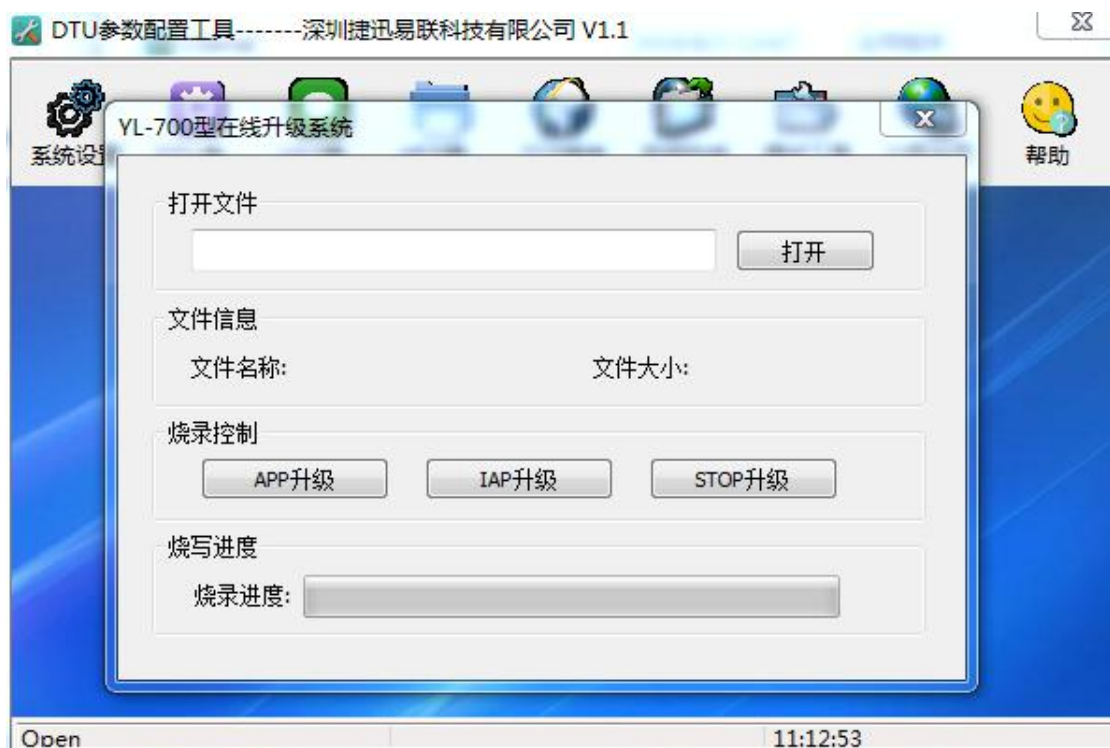 DTU参数配置工具-------深圳捷迅易联科技有限公司 V1.1
系统设
帮助
YL-700型在线升级系统
打开文件
打开
文件信息
文件名称: 文件大小:
烧录控制
APP升级 IAP升级 STOP升级
烧写进度
烧录进度:
Open 11:12:53